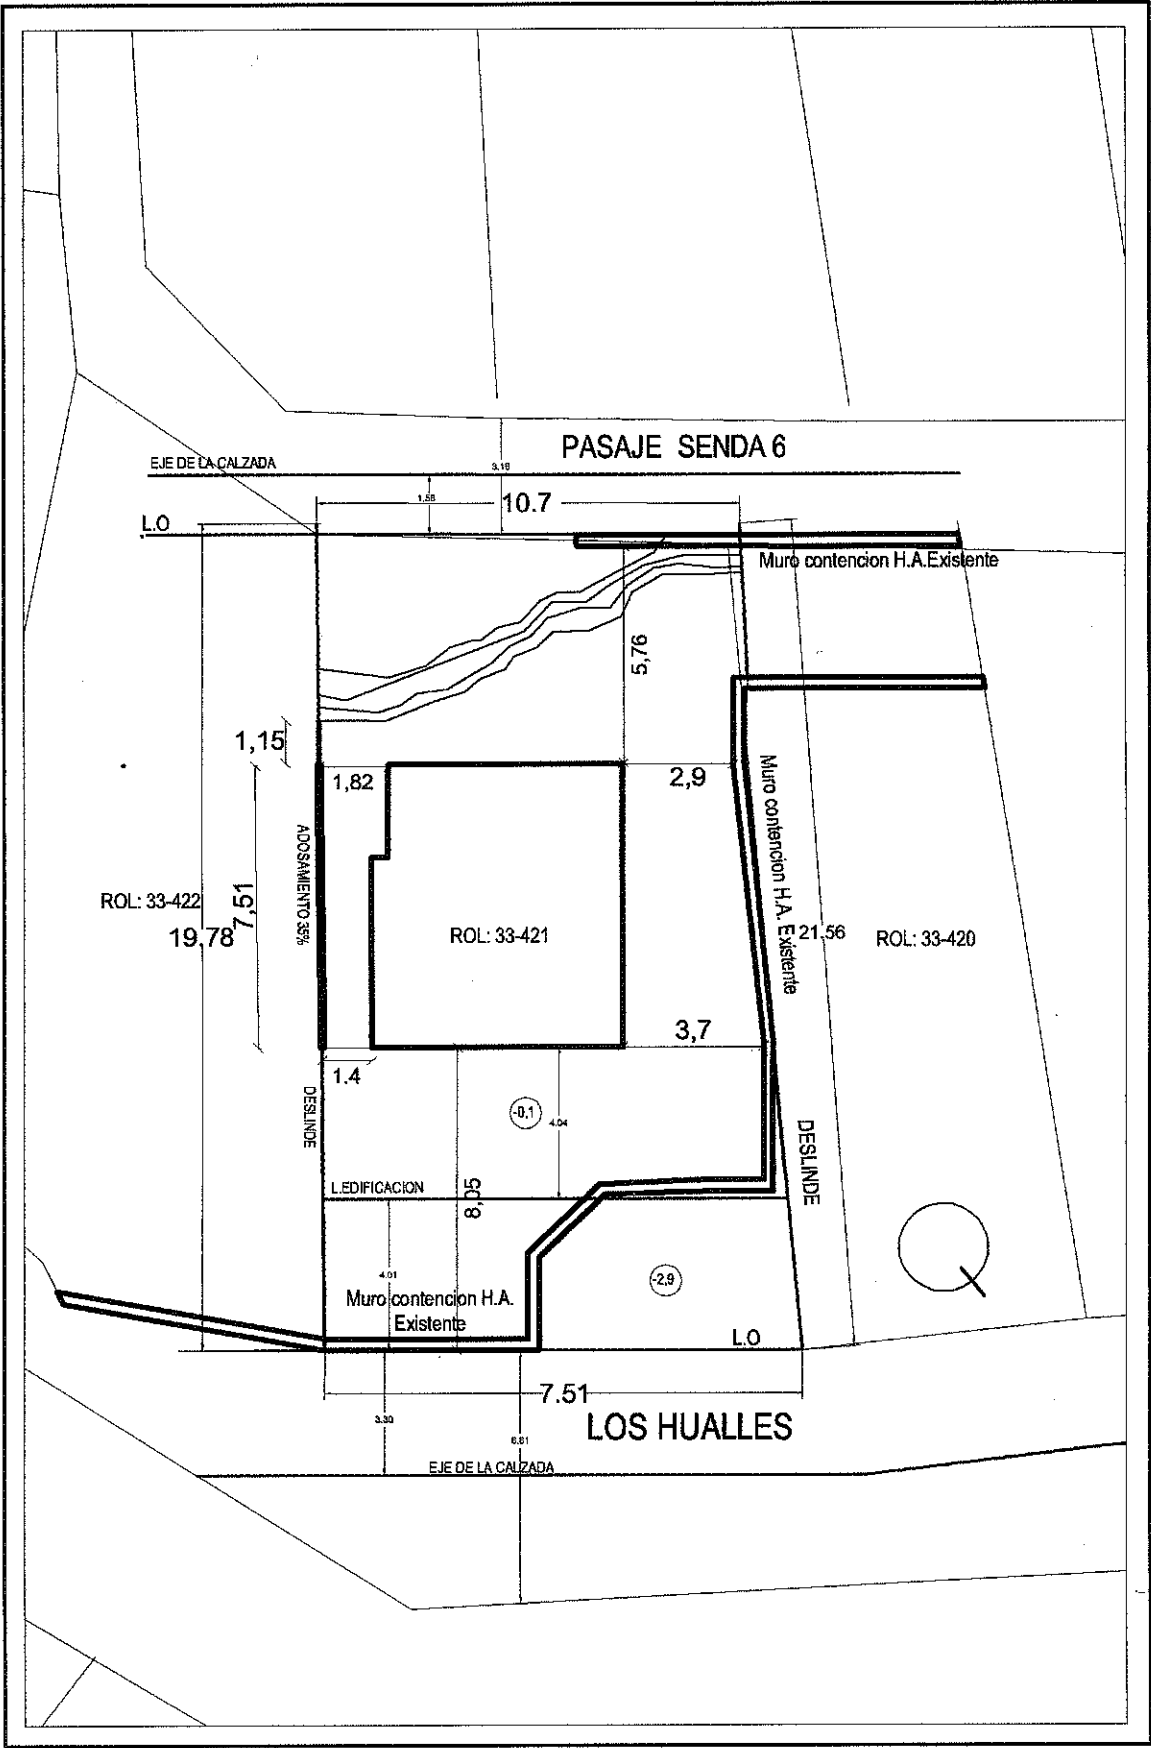 PASAJE SENDA 6
EJE DE LA CALZADA
3.16
1.58
10.7
L.O
Muro contencion H.A.Existente
5,76
1,15
1,82
2,9
Muro contencion H.A. Existente
ADOSAMIENTO 35%
7,51
ROL: 33-422
19,78
ROL: 33-421
21,56
ROL: 33-420
3,7
1.4
DESLINDE
-0,1
4.04
DESLINDE
L.EDIFICACION
8,05
4.01
-2,9
Muro contencion H.A.
Existente
L.O
7.51
LOS HUALLES
3.30
6.61
EJE DE LA CALZADA